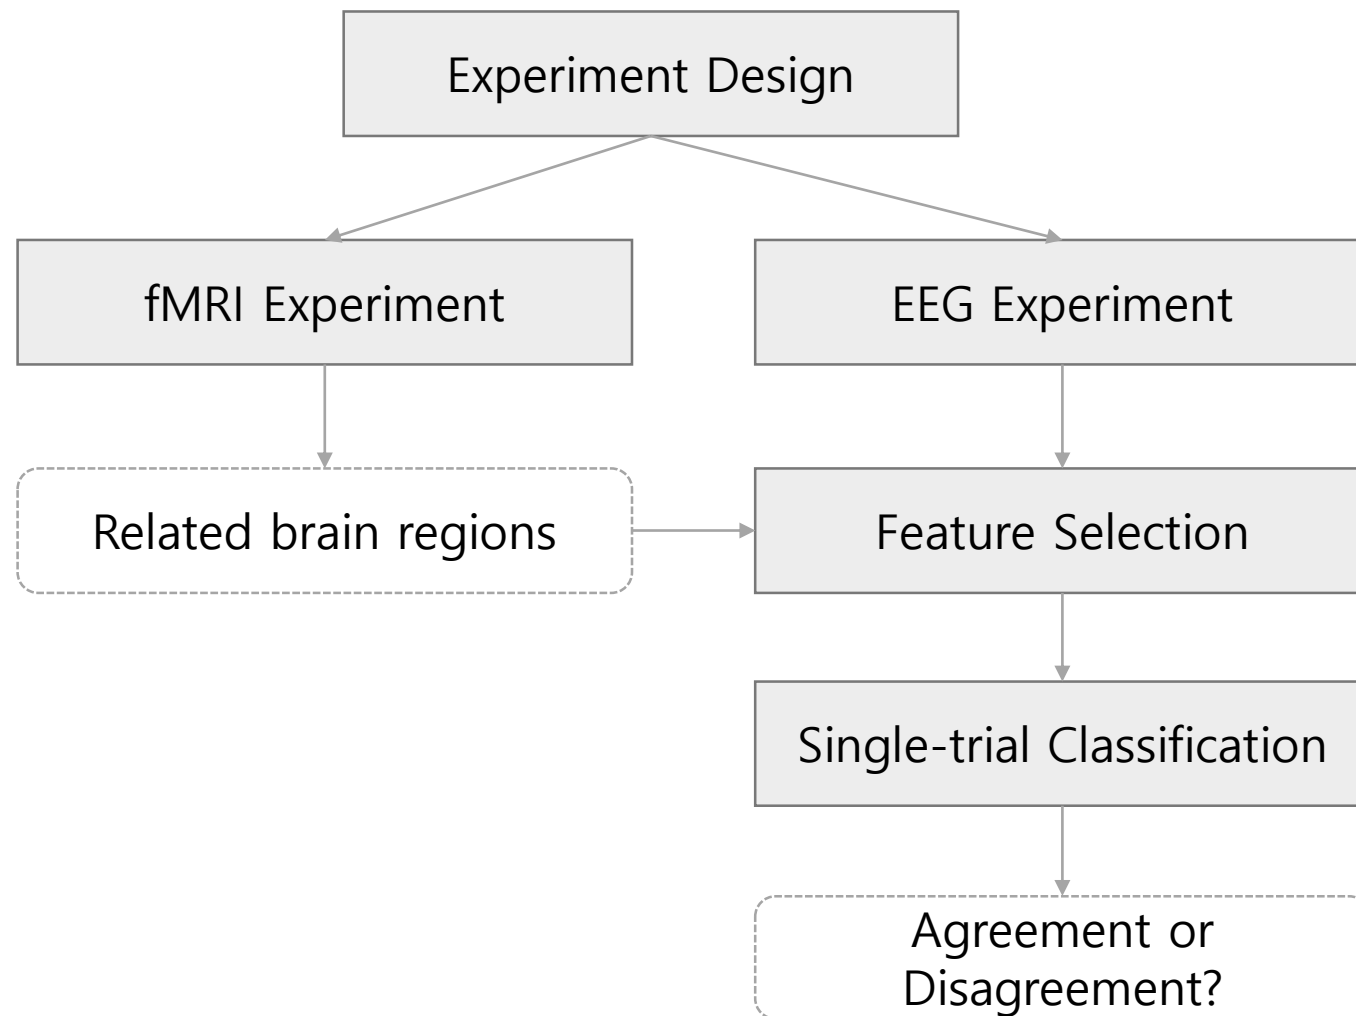 Experiment Design
fMRI Experiment
EEG Experiment
Related brain regions
Feature Selection
Single-trial Classification
Agreement or
Disagreement?